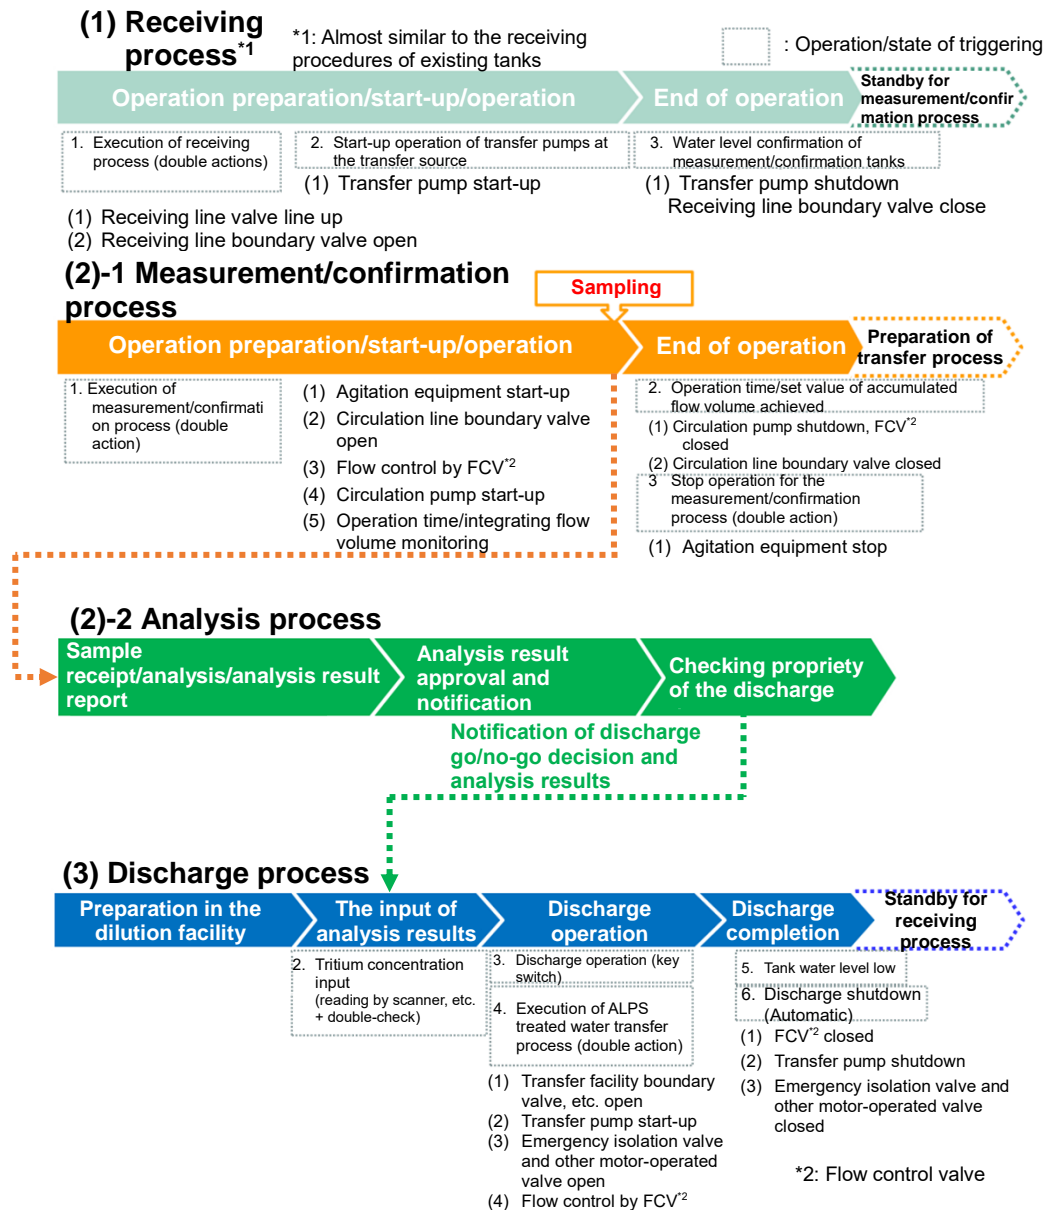 (1) Receiving
process*1
*1: Almost similar to the receiving
procedures of existing tanks
: Operation/state of triggering
Operation preparation/start-up/operation
End of operation
Standby for
measurement/confir
mation process
1. Execution of receiving
process (double actions)
2. Start-up operation of transfer pumps at
the transfer source
3. Water level confirmation of
measurement/confirmation tanks
(1) Transfer pump start-up
(1) Transfer pump shutdown
Receiving line boundary valve close
(1) Receiving line valve line up
(2) Receiving line boundary valve open
(2)-1 Measurement/confirmation
process
Sampling
Operation preparation/start-up/operation
End of operation
Preparation of
transfer process
1. Execution of
measurement/confirmati
on process (double
action)
(1) Agitation equipment start-up
(2) Circulation line boundary valve
open
(3) Flow control by FCV*2
(4) Circulation pump start-up
(5) Operation time/integrating flow
volume monitoring
2. Operation time/set value of accumulated
flow volume achieved
(1) Circulation pump shutdown, FCV*2
closed
(2) Circulation line boundary valve closed
3 Stop operation for the
measurement/confirmation
process (double action)
(1) Agitation equipment stop
(2)-2 Analysis process
Sample
receipt/analysis/analysis result
report
Analysis result
approval and
notification
Checking propriety
of the discharge
Notification of discharge
go/no-go decision and
analysis results
(3) Discharge process
Preparation in the
dilution facility
The input of
analysis results
Discharge
operation
Discharge
completion
Standby for
receiving
process
2. Tritium concentration
input
(reading by scanner, etc.
+ double-check)
3. Discharge operation (key
switch)
4. Execution of ALPS
treated water transfer
process (double action)
(1) Transfer facility boundary
valve, etc. open
(2) Transfer pump start-up
(3) Emergency isolation valve
and other motor-operated
valve open
(4) Flow control by FCV*2
5. Tank water level low
6. Discharge shutdown
(Automatic)
(1) FCV*2 closed
(2) Transfer pump shutdown
(3) Emergency isolation valve and
other motor-operated valve
closed
*2: Flow control valve